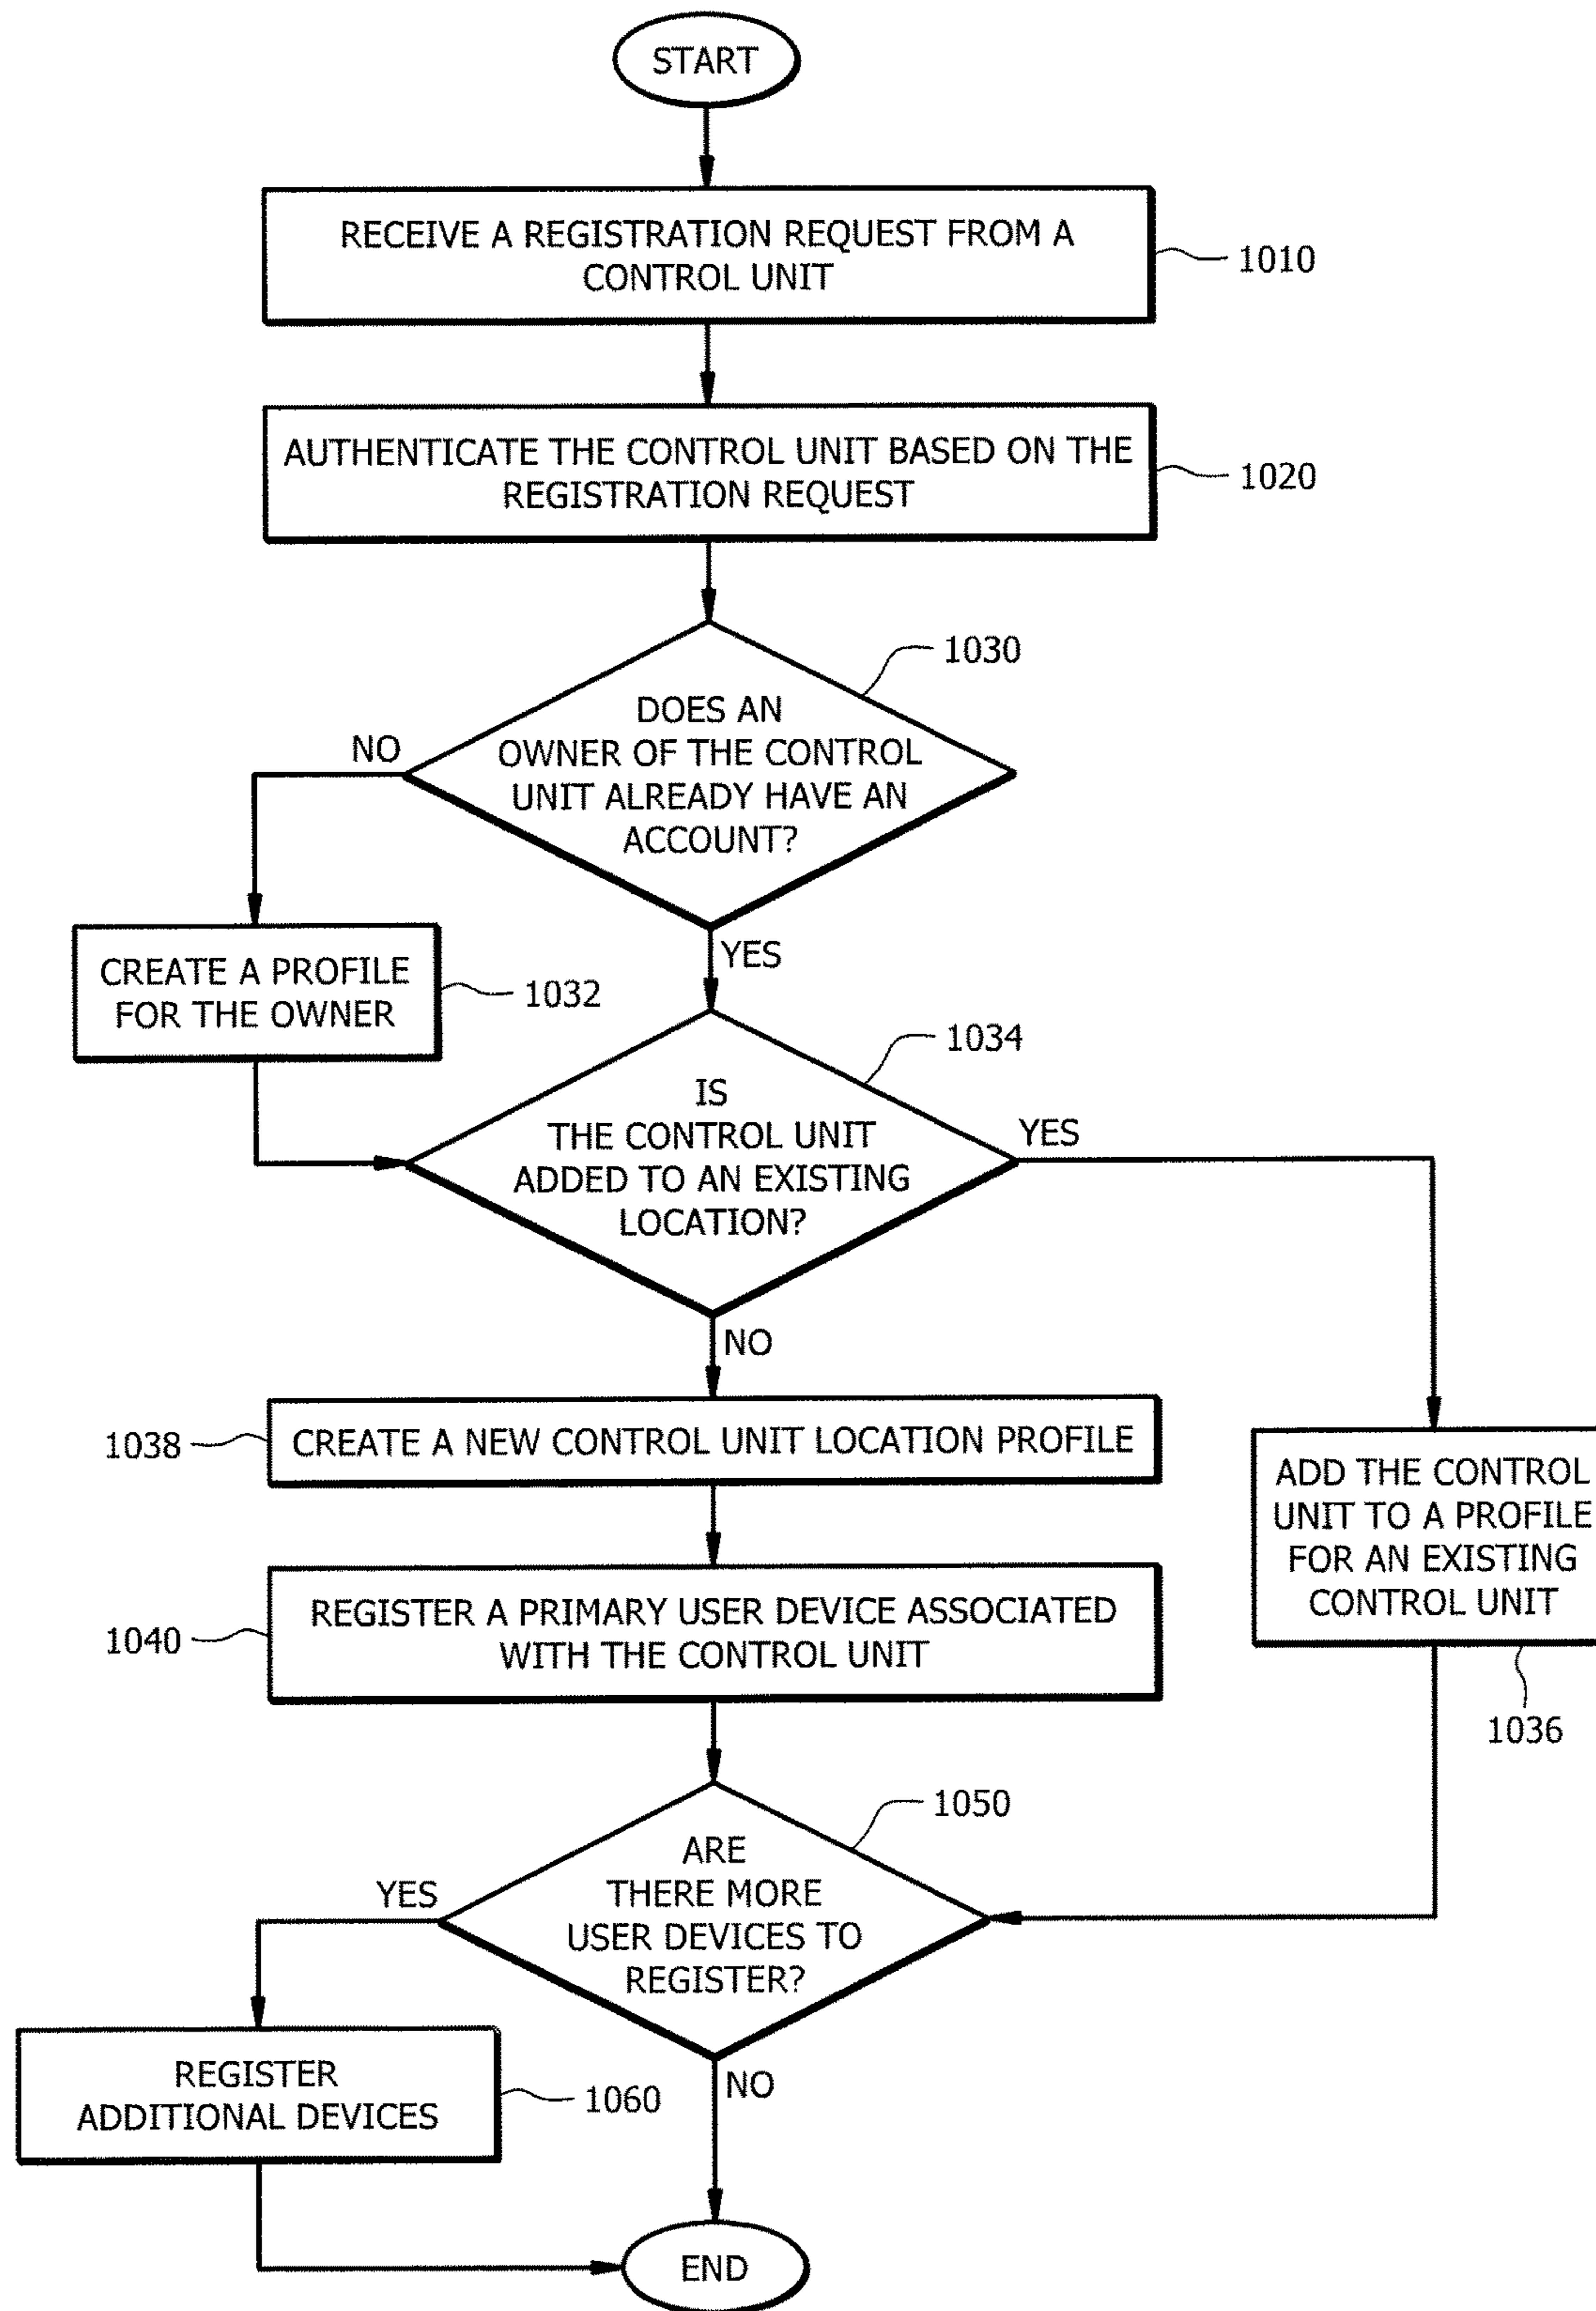 START
RECEIVE A REGISTRATION REQUEST FROM A
CONTROL UNIT
1010
AUTHENTICATE THE CONTROL UNIT BASED ON THE
REGISTRATION REQUEST
1020
1030
DOES AN
OWNER OF THE CONTROL
UNIT ALREADY HAVE AN
ACCOUNT?
NO
YES
CREATE A PROFILE
FOR THE OWNER
1032
1034
IS
THE CONTROL UNIT
ADDED TO AN EXISTING
LOCATION?
YES
NO
1038
CREATE A NEW CONTROL UNIT LOCATION PROFILE
ADD THE CONTROL
UNIT TO A PROFILE
FOR AN EXISTING
CONTROL UNIT
1036
1040
REGISTER A PRIMARY USER DEVICE ASSOCIATED
WITH THE CONTROL UNIT
1050
ARE
THERE MORE
USER DEVICES TO
REGISTER?
YES
NO
REGISTER
ADDITIONAL DEVICES
1060
END